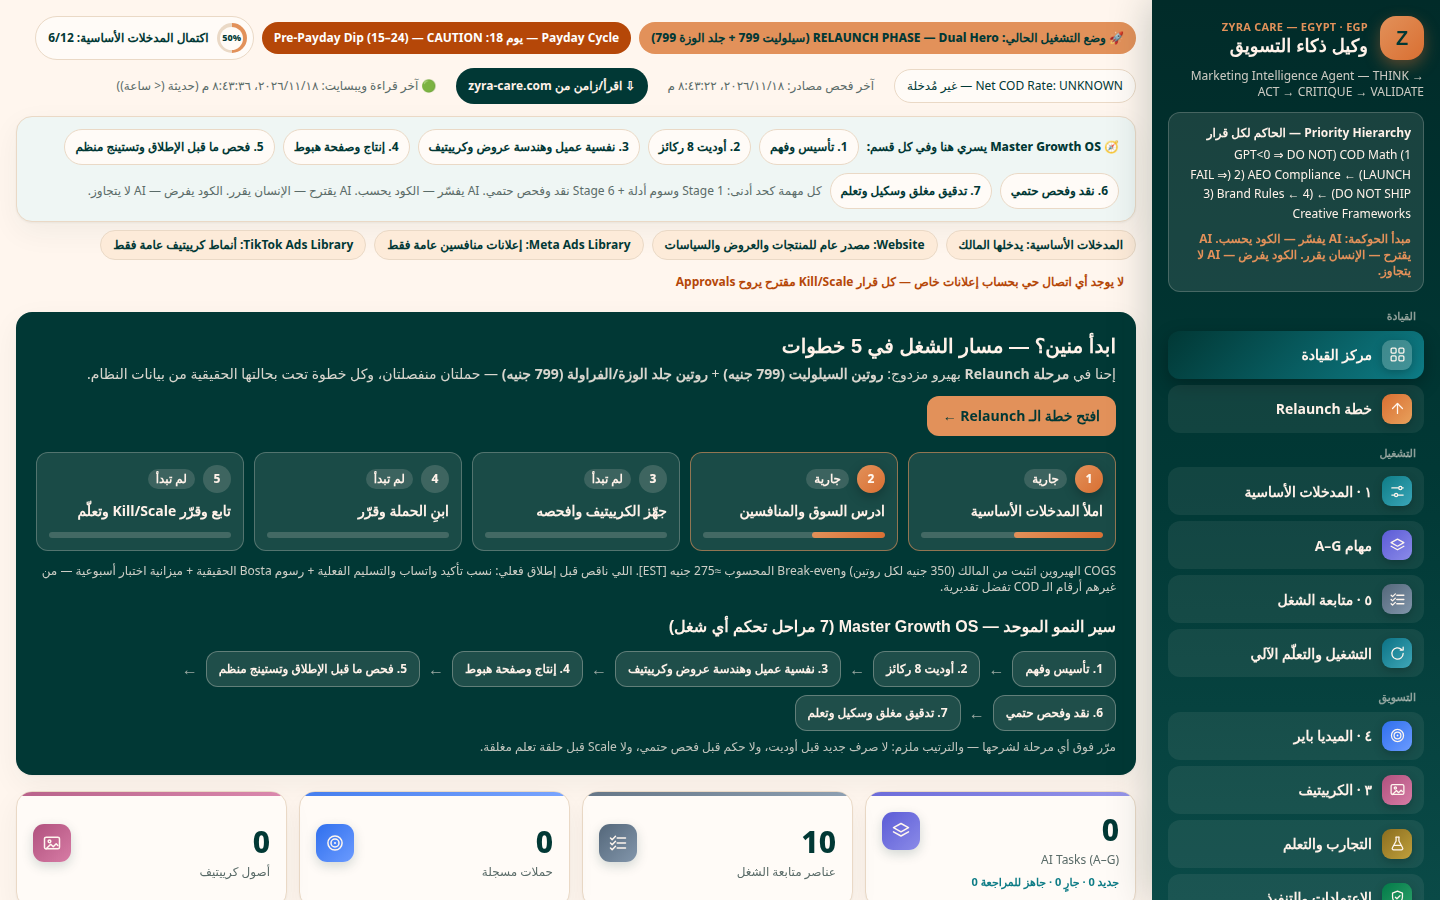 Z
ZYRA CARE — EGYPT · EGP
وكيل ذكاء التسويق
Marketing Intelligence Agent — THINK →
ACT → CRITIQUE → VALIDATE
Priority Hierarchy — الحاكم لكل قرار
1) COD Math (GPT<0 ⇒ DO NOT
LAUNCH) ← 2) AEO Compliance (FAIL ⇒
DO NOT SHIP) ← 3) Brand Rules ← 4)
Creative Frameworks
مبدأ الحوكمة: AI يفسّر — الكود يحسب. AI
يقترح — الإنسان يقرر. الكود يفرض — AI لا
يتجاوز.
القيادة
مركز القيادة
خطة Relaunch
التشغيل
١ · المدخلات الأساسية
مهام A–G
٥ · متابعة الشغل
التشغيل والتعلّم الآلي
التسويق
٤ · الميديا باير
٣ · الكرييتيف
التجارب والتعلم
الاعتمادات والتنفيذ
🚀 وضع التشغيل الحالي: RELAUNCH PHASE — Dual Hero (سيلوليت 799 + جلد الوزة 799)
Payday Cycle — يوم 18: Pre-Payday Dip (15–24) — CAUTION
50%
اكتمال المدخلات الأساسية: 6/12
Net COD Rate: UNKNOWN — غير مُدخلة
آخر فحص مصادر: ٢٠٢٦/١١/١٨، ٨:٤٣:٢٢ م
⇩ اقرأ/زامن من zyra-care.com
🟢 آخر قراءة ويبسايت: ٢٠٢٦/١١/١٨، ٨:٤٣:٣٦ م (حديثة (< ساعة))
🧭 Master Growth OS يسري هنا وفي كل قسم:
1. تأسيس وفهم
2. أوديت 8 ركائز
3. نفسية عميل وهندسة عروض وكرييتيف
4. إنتاج وصفحة هبوط
5. فحص ما قبل الإطلاق وتستينج منظم
6. نقد وفحص حتمي
7. تدقيق مغلق وسكيل وتعلم
كل مهمة كحد أدنى: Stage 1 وسوم أدلة + Stage 6 نقد وفحص حتمي. AI يفسّر — الكود يحسب. AI يقترح — الإنسان يقرر. الكود يفرض — AI لا يتجاوز.
المدخلات الأساسية: يدخلها المالك
Website: مصدر عام للمنتجات والعروض والسياسات
Meta Ads Library: إعلانات منافسين عامة فقط
TikTok Ads Library: أنماط كرييتيف عامة فقط
لا يوجد أي اتصال حي بحساب إعلانات خاص — كل قرار Kill/Scale مقترح يروح Approvals
ابدأ منين؟ — مسار الشغل في 5 خطوات
إحنا في مرحلة Relaunch بهيرو مزدوج: روتين السيلوليت (799 جنيه) + روتين جلد الوزة/الفراولة (799 جنيه) — حملتان منفصلتان، وكل خطوة تحت بحالتها الحقيقية من بيانات النظام.
افتح خطة الـ Relaunch ←
1
جارية
املأ المدخلات الأساسية
2
جارية
ادرس السوق والمنافسين
3
لم تبدأ
جهّز الكرييتيف وافحصه
4
لم تبدأ
ابنِ الحملة وقرّر
5
لم تبدأ
تابع وقرّر Kill/Scale وتعلّم
COGS الهيروين اتثبت من المالك (350 جنيه لكل روتين) وBreak-even المحسوب ≈275 جنيه [EST]. اللي ناقص قبل إطلاق فعلي: نسب تأكيد واتساب والتسليم الفعلية + رسوم Bosta الحقيقية + ميزانية اختبار أسبوعية — من
غيرهم أرقام الـ COD تفضل تقديرية.
سير النمو الموحد — Master Growth OS (7 مراحل تحكم أي شغل)
1. تأسيس وفهم
←
2. أوديت 8 ركائز
←
3. نفسية عميل وهندسة عروض وكرييتيف
←
4. إنتاج وصفحة هبوط
←
5. فحص ما قبل الإطلاق وتستينج منظم
←
6. نقد وفحص حتمي
←
7. تدقيق مغلق وسكيل وتعلم
مرّر فوق أي مرحلة لشرحها — والترتيب ملزم: لا صرف جديد قبل أوديت، ولا حكم قبل فحص حتمي، ولا Scale قبل حلقة تعلم مغلقة.
0
AI Tasks (A–G)
جديد 0 · جارٍ 0 · جاهز للمراجعة 0
10
عناصر متابعة الشغل
0
حملات مسجلة
0
أصول كرييتيف